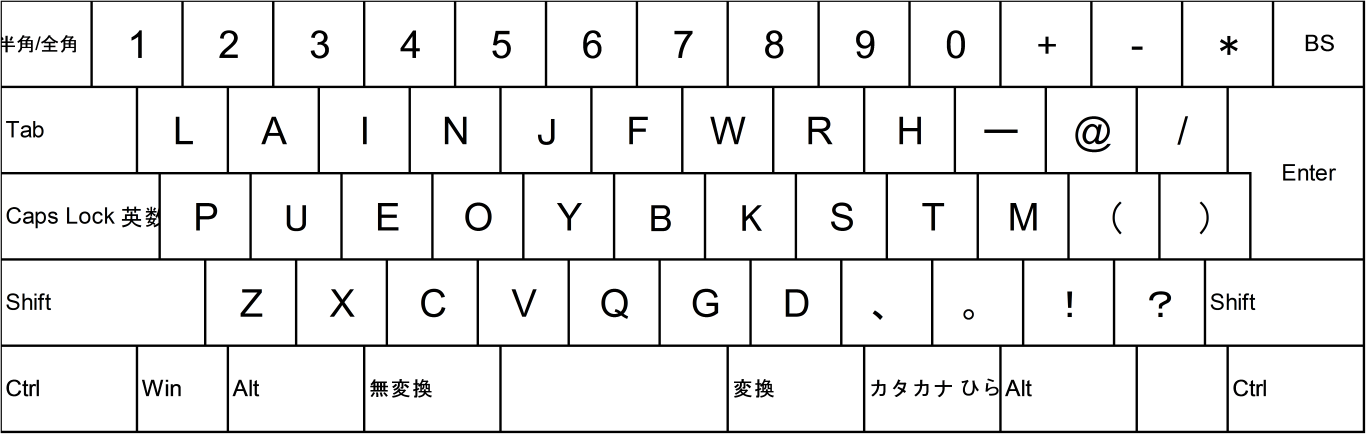 半角/全角 1 2 3 4 5 6 7 8 9 0 + - * BS
Tab L A I N J F W R H ー @ / Enter
Caps Lock 英数 P U E O Y B K S T M （ ）
Shift Z X C V Q G D 、 。 ! ? Shift
Ctrl Win Alt 無変換 変換 カタカナ ひら Alt Ctrl